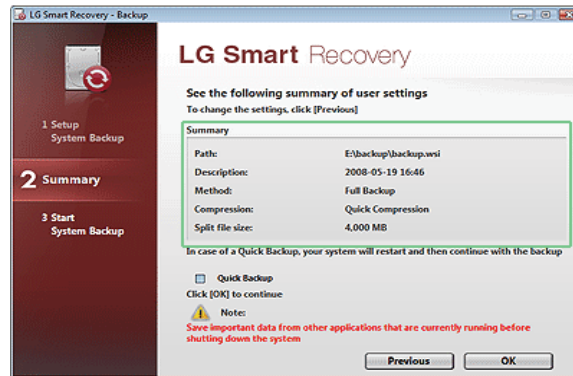 LG Smart Recovery - Backup
LG Smart Recovery
See the following summary of user settings
To change the settings, click [Previous]
1 Setup
System Backup
2 Summary
3 Start
System Backup
Summary
Path: E:\backup\backup.wsi
Description: 2008-05-19 16:46
Method: Full Backup
Compression: Quick Compression
Split file size: 4,000 MB
In case of a Quick Backup, your system will restart and then continue with the backup
Quick Backup
Click [OK] to continue
Note:
Save important data from other applications that are currently running before
shutting down the system
Previous
OK